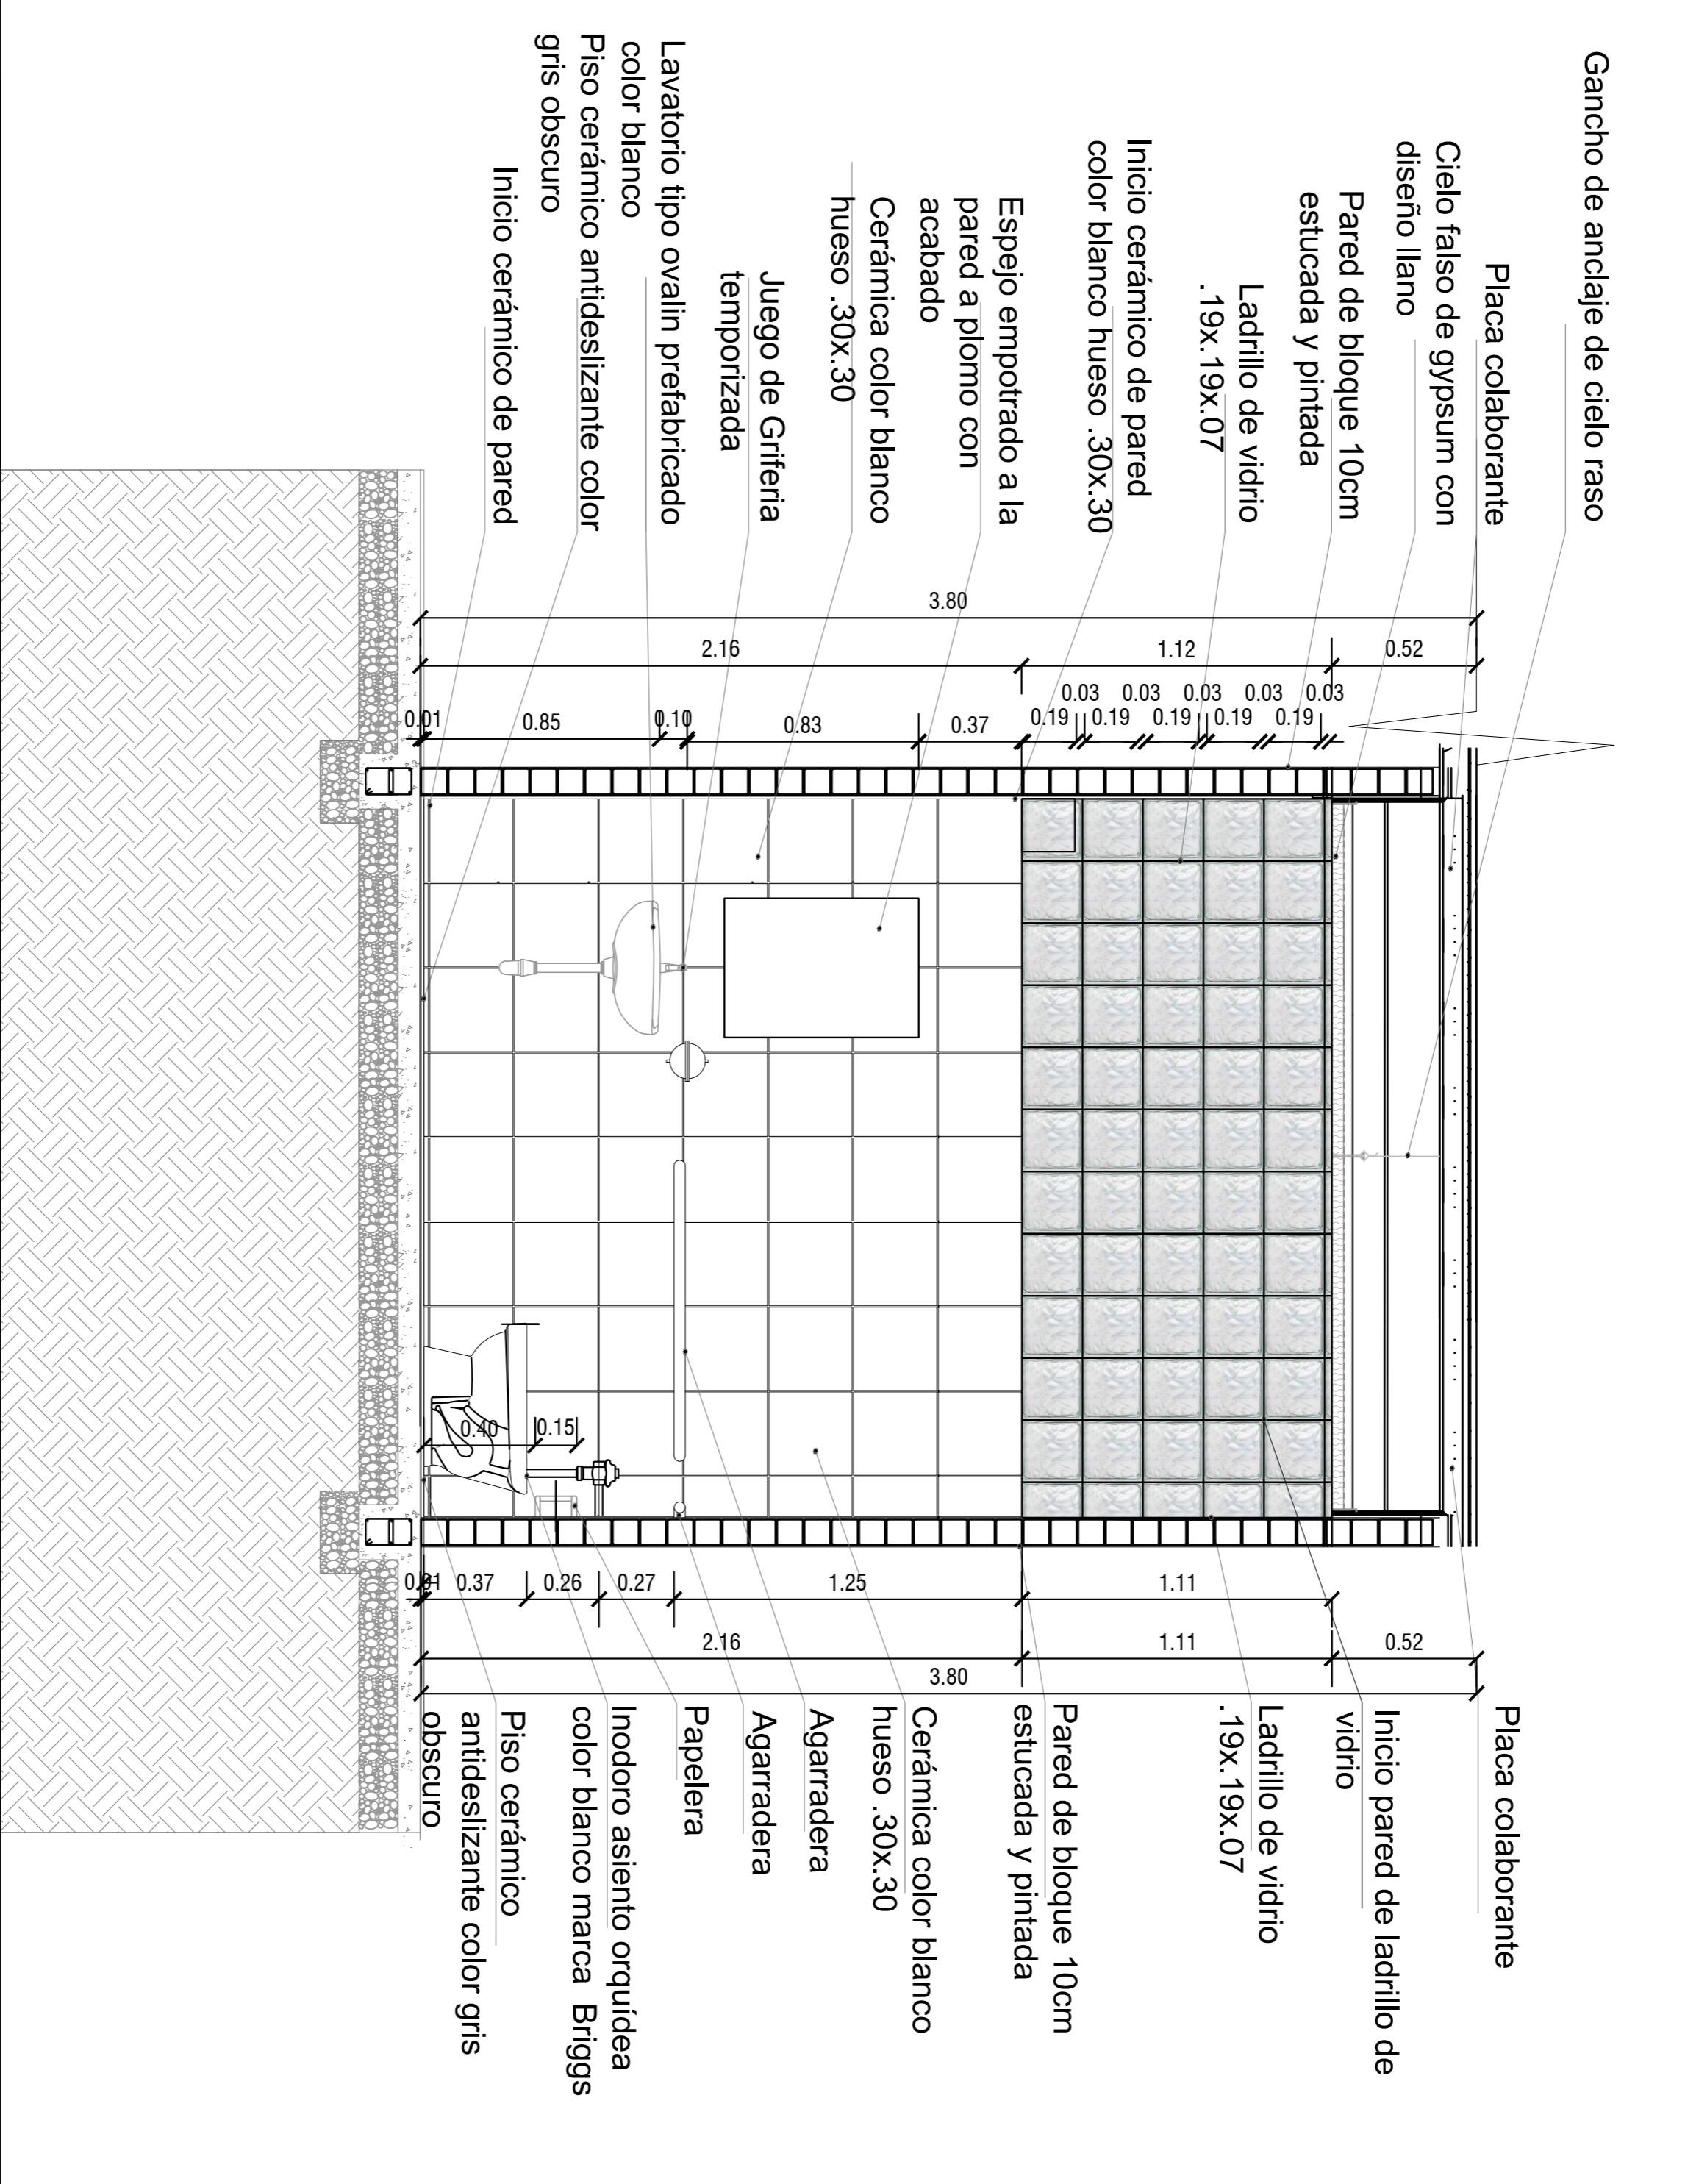 Gancho de anclaje de cielo raso
Placa colaborante
Cielo falso de gypsum con
diseño llano
Pared de bloque 10cm
estucada y pintada
Ladrillo de vidrio
.19x.19x.07
Inicio cerámico de pared
color blanco hueso .30x.30
Espejo empotrado a la
pared a plomo con
acabado
Cerámica color blanco
hueso .30x.30
Juego de Griferia
temporizada
Lavatorio tipo ovalin prefabricado
color blanco
Piso cerámico antideslizante color
gris obscuro
Inicio cerámico de pared
3.80
2.16
1.12
0.52
0.03
0.03
0.03
0.03
0.03
0.01
0.85
0.10
0.83
0.37
0.19
0.19
0.19
0.19
0.19
0.40
0.15
0.01
0.37
0.26
0.27
1.25
1.11
2.16
1.11
0.52
3.80
Placa colaborante
Inicio pared de ladrillo de
vidrio
Ladrillo de vidrio
.19x.19x.07
Pared de bloque 10cm
estucada y pintada
Cerámica color blanco
hueso .30x.30
Agarradera
Agarradera
Papelera
Inodoro asiento orquídea
color blanco marca Briggs
Piso cerámico
antideslizante color gris
obscuro